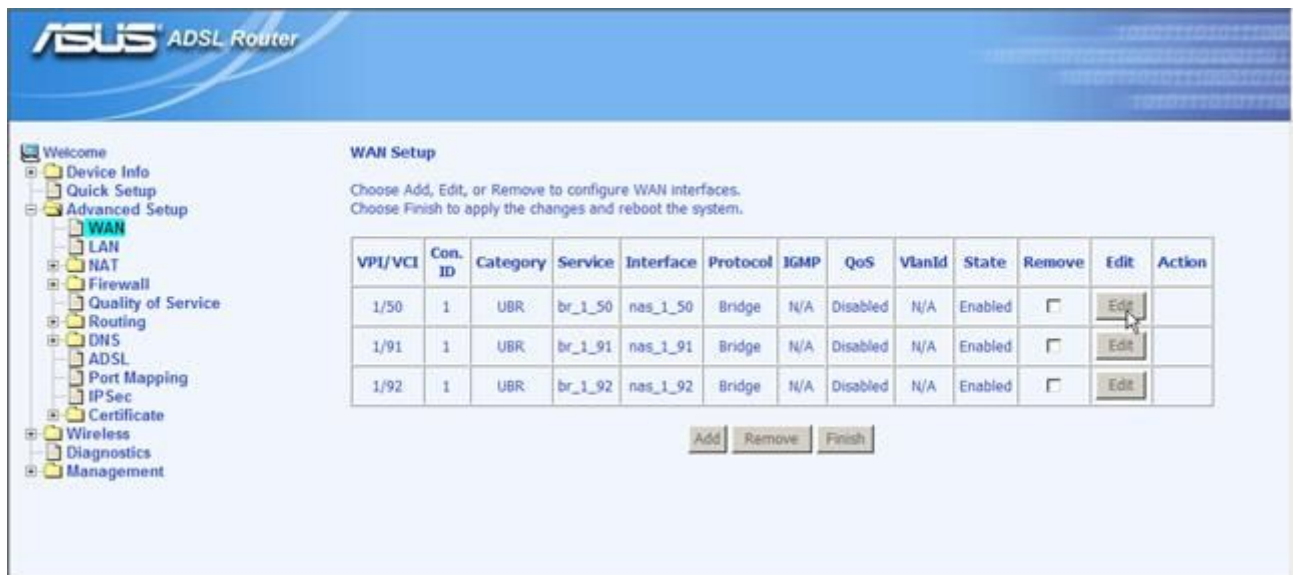 ASUS ADSL Router
Welcome
Device Info
Quick Setup
Advanced Setup
WAN
LAN
NAT
Firewall
Quality of Service
Routing
DNS
ADSL
Port Mapping
IPSec
Certificate
Wireless
Diagnostics
Management
WAN Setup
Choose Add, Edit, or Remove to configure WAN interfaces.
Choose Finish to apply the changes and reboot the system.
VPI/VCI Con. ID Category Service Interface Protocol IGMP QoS VlanId State Remove Edit Action
1/50 1 UBR br_1_50 nas_1_50 Bridge N/A Disabled N/A Enabled Edit
1/91 1 UBR br_1_91 nas_1_91 Bridge N/A Disabled N/A Enabled Edit
1/92 1 UBR br_1_92 nas_1_92 Bridge N/A Disabled N/A Enabled Edit
Add Remove Finish